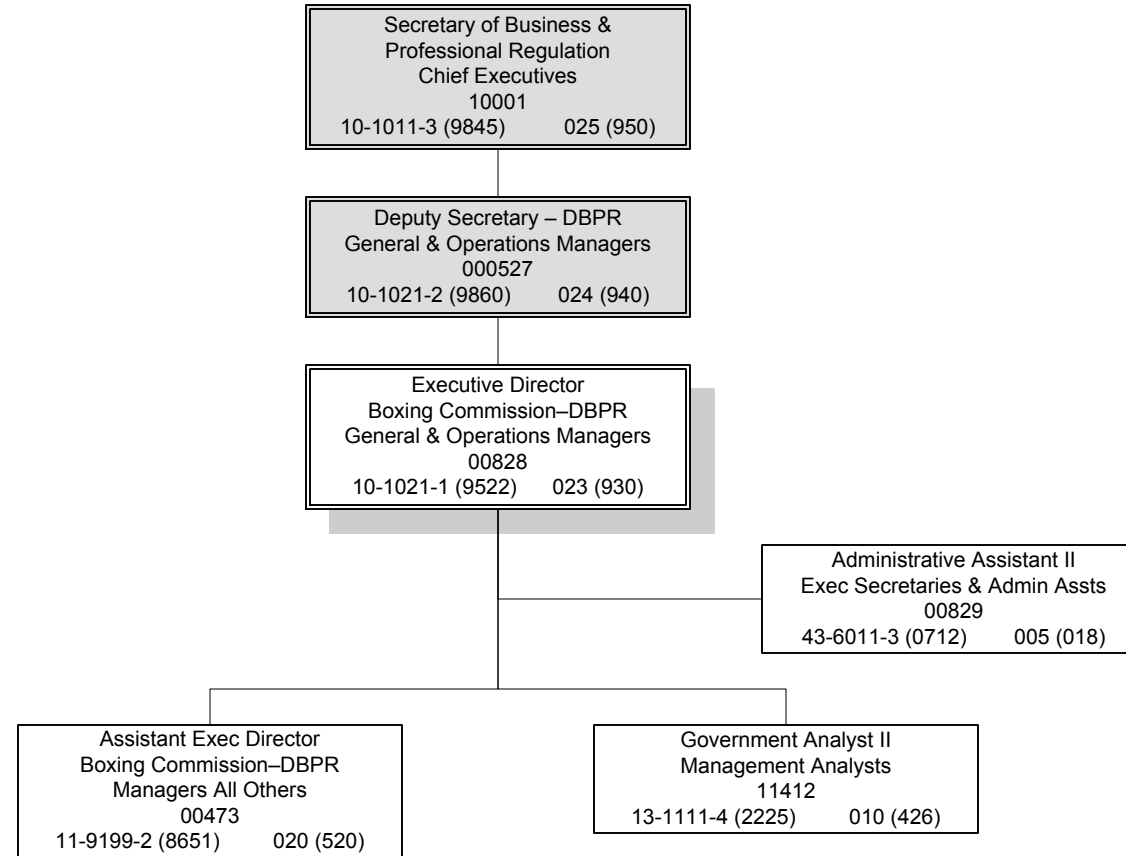 Secretary of Business &
Professional Regulation
Chief Executives
10001
10-1011-3 (9845) 025 (950)
Deputy Secretary – DBPR
General & Operations Managers
000527
10-1021-2 (9860) 024 (940)
Executive Director
Boxing Commission–DBPR
General & Operations Managers
00828
10-1021-1 (9522) 023 (930)
Administrative Assistant II
Exec Secretaries & Admin Assts
00829
43-6011-3 (0712) 005 (018)
Assistant Exec Director
Boxing Commission–DBPR
Managers All Others
00473
11-9199-2 (8651) 020 (520)
Government Analyst II
Management Analysts
11412
13-1111-4 (2225) 010 (426)